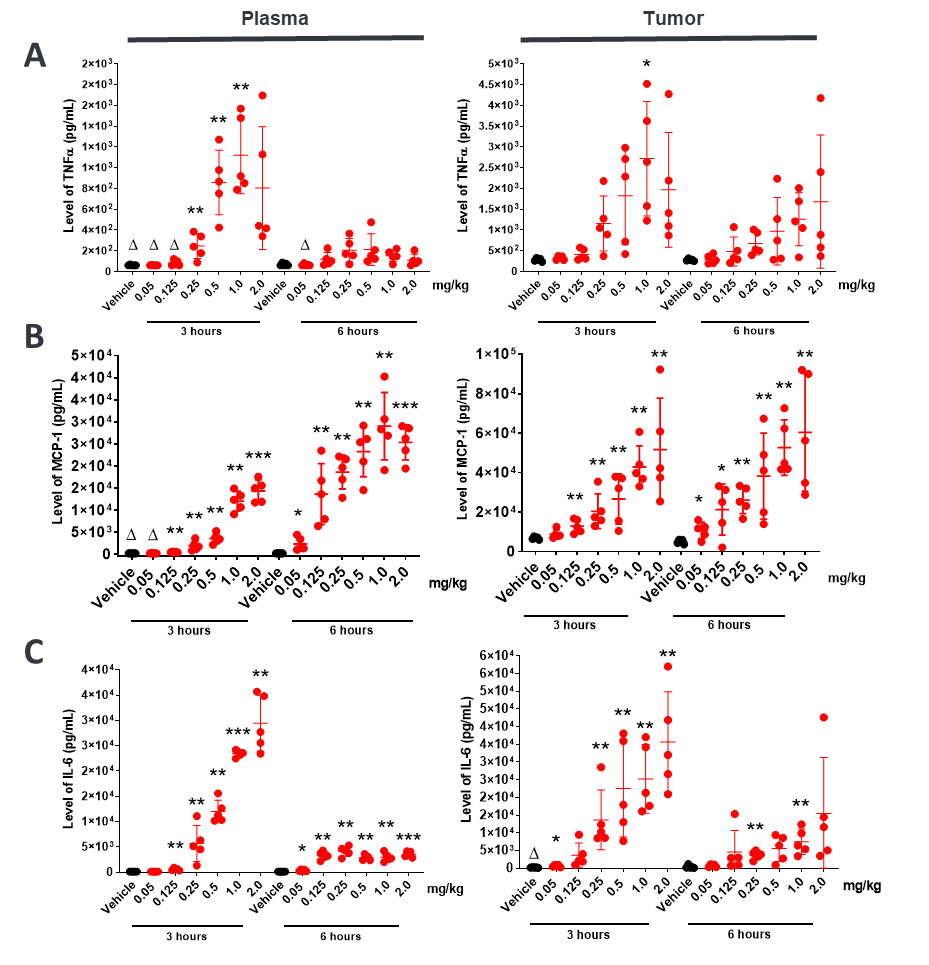 Plasma
Tumor
A
Level of TNFα (pg/mL)
2×10³
2×10³
2×10³
1×10³
1×10³
1×10³
8×10²
6×10²
4×10²
2×10²
0
Δ Δ Δ ** ** ** Δ
Vehicle 0.05 0.125 0.25 0.5 1.0 2.0 Vehicle 0.05 0.125 0.25 0.5 1.0 2.0 mg/kg
3 hours 6 hours
Level of TNFα (pg/mL)
5×10³
4.5×10³
4×10³
3.5×10³
3×10³
2.5×10³
2×10³
1.5×10³
1×10³
5×10²
0
*
Vehicle 0.05 0.125 0.25 0.5 1.0 2.0 Vehicle 0.05 0.125 0.25 0.5 1.0 2.0 mg/kg
3 hours 6 hours
B
Level of MCP-1 (pg/mL)
5×10⁴
4×10⁴
4×10⁴
3×10⁴
3×10⁴
2×10⁴
2×10⁴
1×10⁴
5×10³
0
Δ Δ ** ** ** ** *** * ** ** ** ** ***
Vehicle 0.05 0.125 0.25 0.5 1.0 2.0 Vehicle 0.05 0.125 0.25 0.5 1.0 2.0 mg/kg
3 hours 6 hours
Level of MCP-1 (pg/mL)
1×10⁵
8×10⁴
6×10⁴
4×10⁴
2×10⁴
0
** ** ** ** ** * * ** ** ** **
Vehicle 0.05 0.125 0.25 0.5 1.0 2.0 Vehicle 0.05 0.125 0.25 0.5 1.0 2.0 mg/kg
3 hours 6 hours
C
Level of IL-6 (pg/mL)
4×10⁴
4×10⁴
3×10⁴
3×10⁴
2×10⁴
2×10⁴
1×10⁴
5×10³
0
** ** ** *** ** * ** ** ** ** ***
Vehicle 0.05 0.125 0.25 0.5 1.0 2.0 Vehicle 0.05 0.125 0.25 0.5 1.0 2.0 mg/kg
3 hours 6 hours
Level of IL-6 (pg/mL)
6×10⁴
6×10⁴
5×10⁴
5×10⁴
4×10⁴
4×10⁴
3×10⁴
3×10⁴
2×10⁴
2×10⁴
1×10⁴
5×10³
0
Δ * ** ** ** ** ** **
Vehicle 0.05 0.125 0.25 0.5 1.0 2.0 Vehicle 0.05 0.125 0.25 0.5 1.0 2.0 mg/kg
3 hours 6 hours